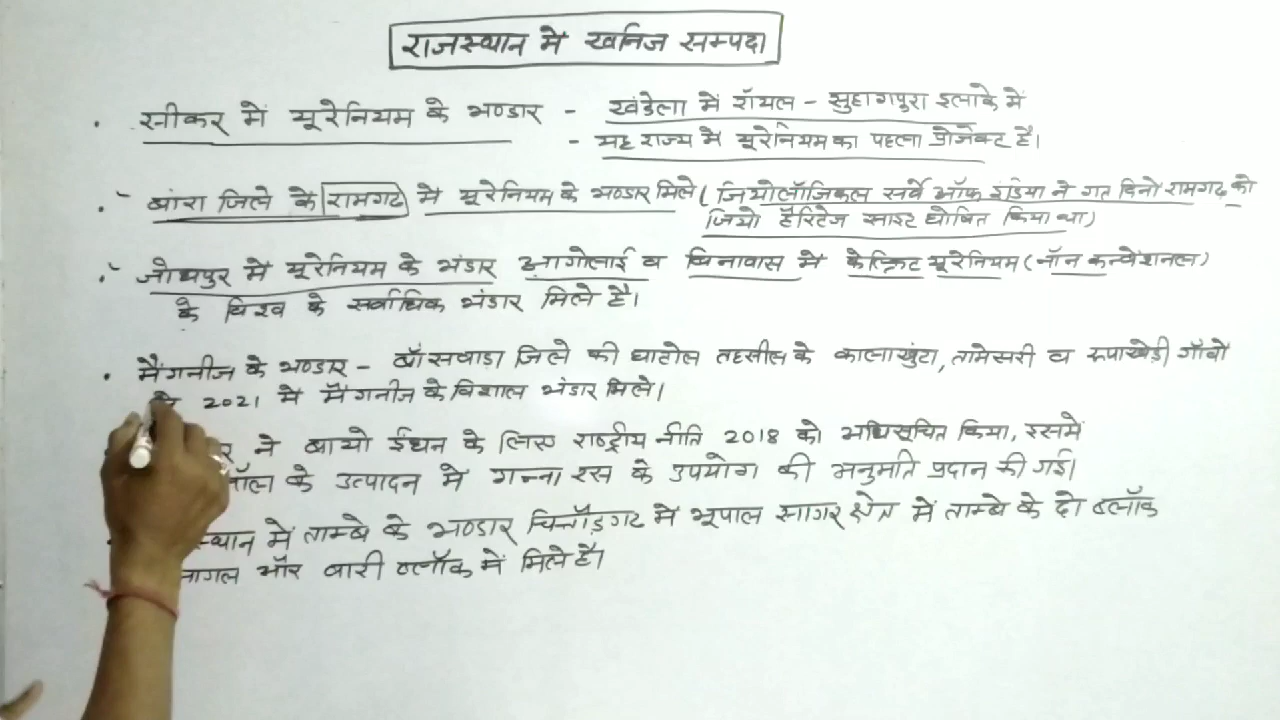 राजस्थान में खनिज सम्पदा
सीकर में यूरेनियम के भण्डार - खंडेला में रॉयल - सुहागपुरा इलाके में
- यह राज्य में यूरेनियम का पहला प्रोजेक्ट है।
बांरा जिले के रामगढ में यूरेनियम के भण्डार मिले ( जियोलॉजिकल सर्वे ऑफ इंडिया ने गत दिनों रामगढ़ को
जियो हैरिटेज साइट घोषित किया था)
जोधपुर में यूरेनियम के भंडार आगोलाई व बिनावास में केल्क्रिट यूरेनियम (नॉन कन्वेंशनल)
के विश्व के सर्वाधिक भंडार मिले है।
मैंगनीज के भण्डार - बाँसवाडा जिले की घाटोल तहसील के कालाखुंटा, तामेसरी व रूपाखेड़ी गाँवो
में 2021 में मैंगनीज के विशाल भंडार मिले।
ने बायो ईंधन के लिए राष्ट्रीय नीति 2018 को अधिसूचित किया, इसमें
के उत्पादन में गन्ना रस के उपयोग की अनुमति प्रदान की गई।
में ताम्बे के भण्डार चित्तौड़गढ में भूपाल सागर क्षेत्र में ताम्बे के दो ब्लॉक
और बारी ब्लॉक में मिले है।